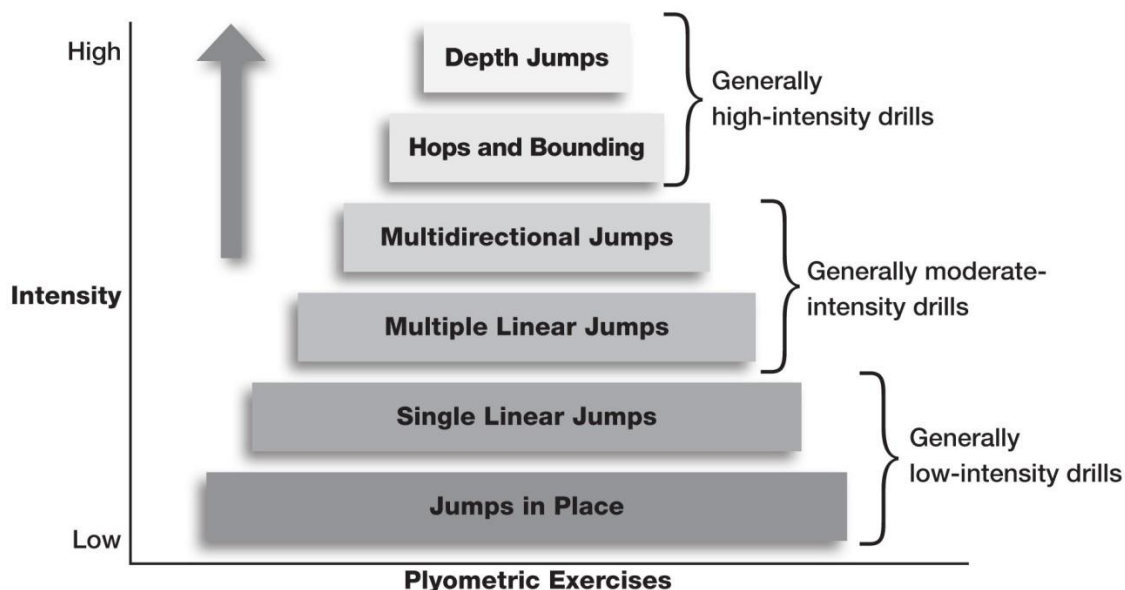 High
Depth Jumps
Generally
high-intensity drills
Hops and Bounding
Multidirectional Jumps
Generally moderate-
intensity drills
Intensity
Multiple Linear Jumps
Single Linear Jumps
Generally
low-intensity drills
Jumps in Place
Low
Plyometric Exercises